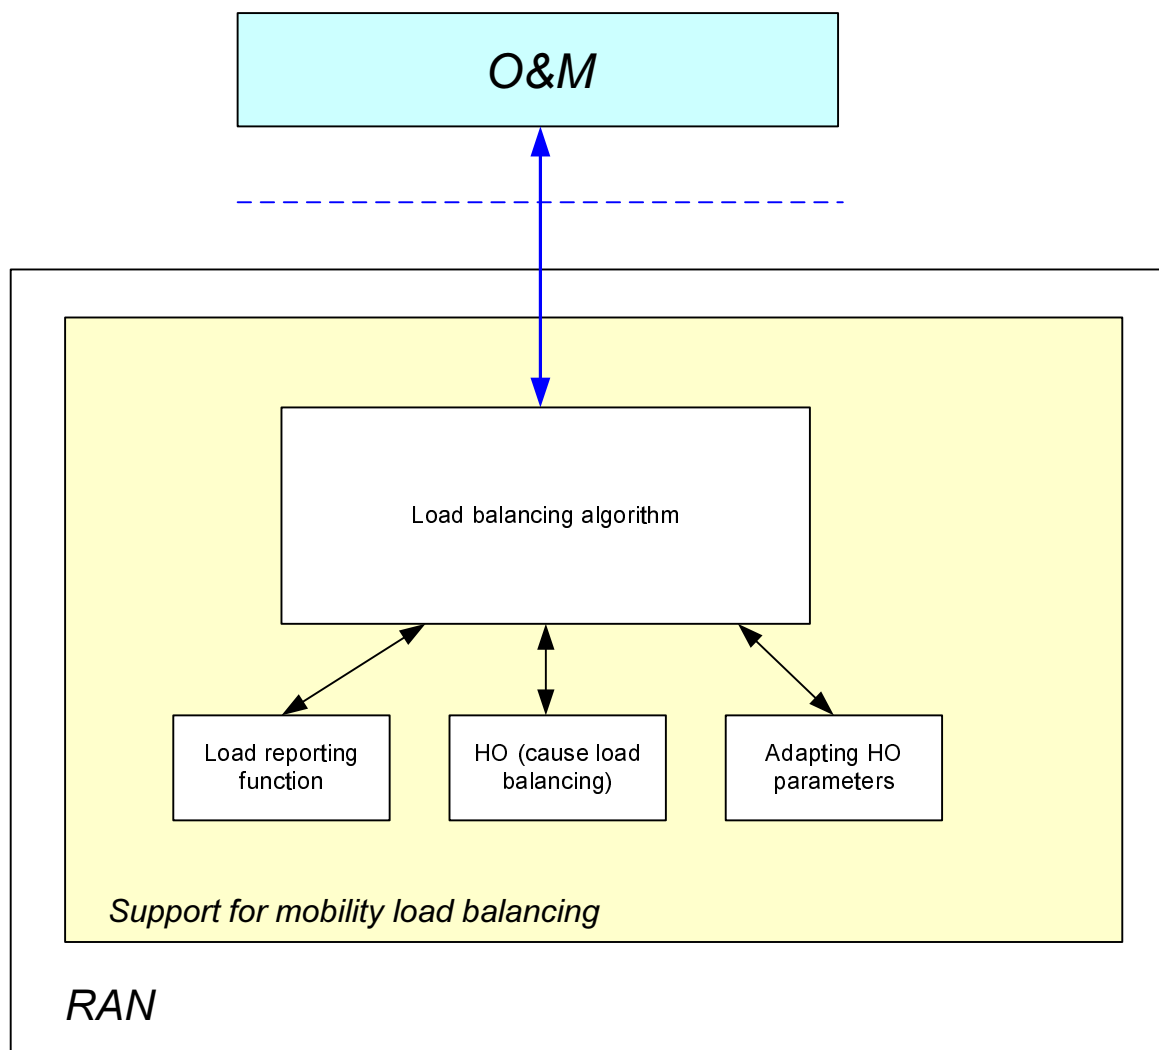 O&M
Load balancing algorithm
Load reporting
function
HO (cause load
balancing)
Adapting HO
parameters
Support for mobility load balancing
RAN